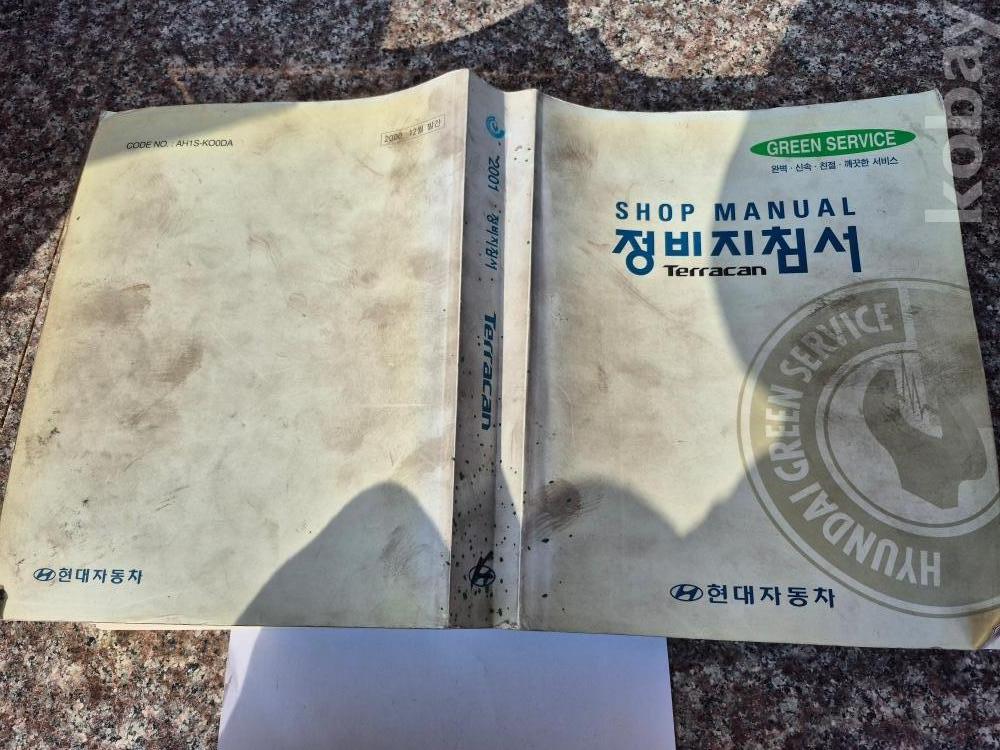 CODE NO. : AH1S-KO0DA
2000. 12월 발간
2001 정비지침서 Terracan
현대자동차
GREEN SERVICE
완벽 · 신속 · 친절 · 깨끗한 서비스
SHOP MANUAL
정비지침서
Terracan
HYUNDAI GREEN SERVICE
현대자동차
kobay